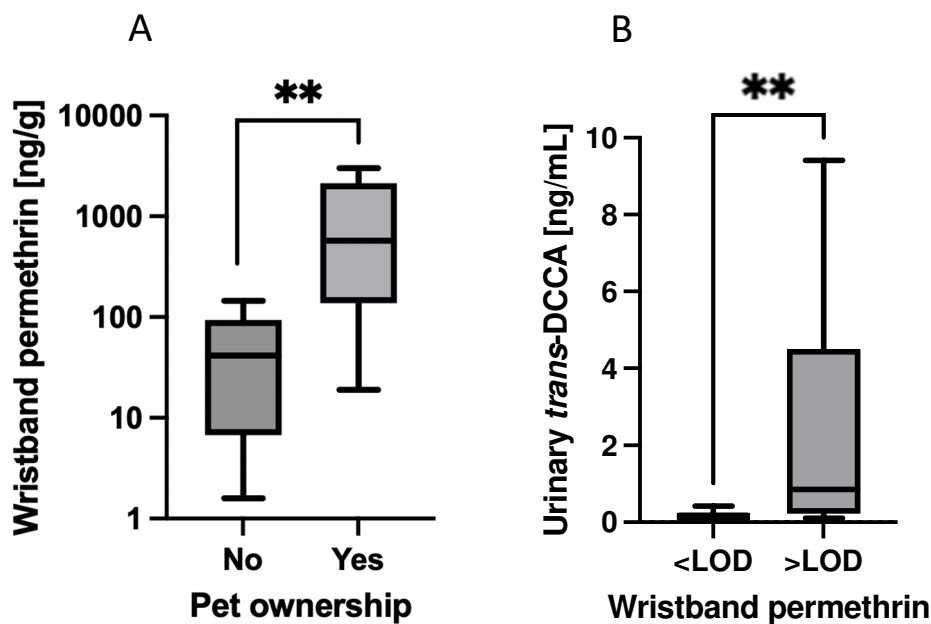 A
**
Wristband permethrin [ng/g]
10000
1000
100
10
1
No Yes
Pet ownership
B
**
Urinary trans-DCCA [ng/mL]
10
8
6
4
2
0
<LOD >LOD
Wristband permethrin